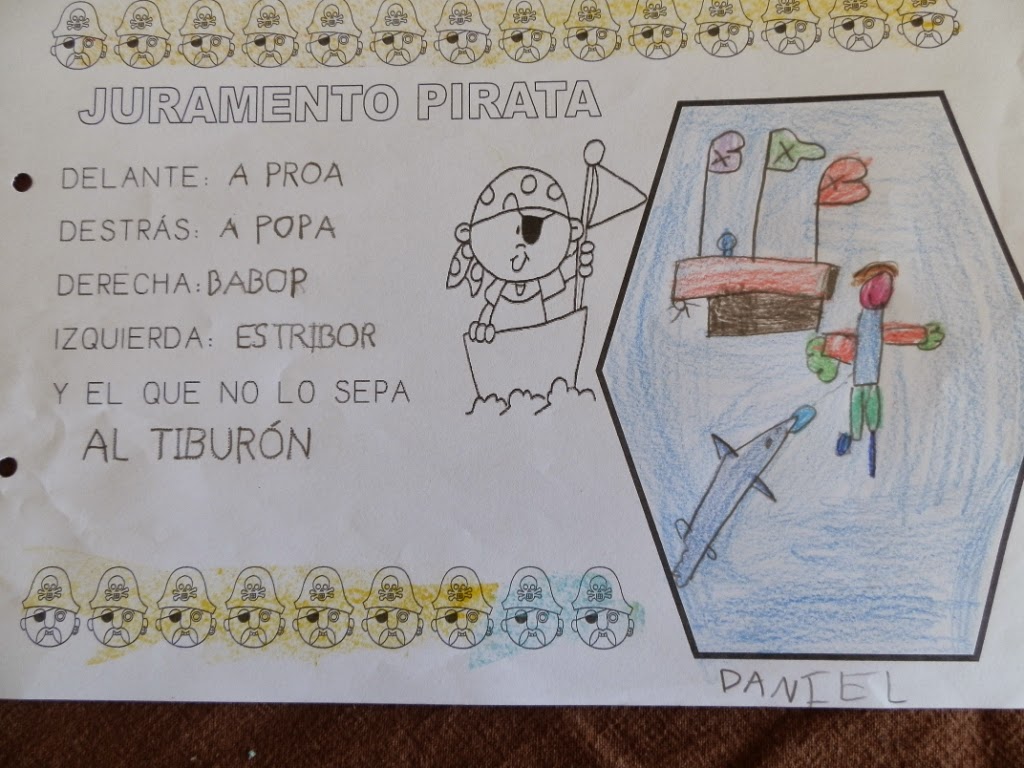 JURAMENTO PIRATA
DELANTE: A PROA
DESTRÁS: A POPA
DERECHA: BABOR
IZQUIERDA: ESTRIBOR
Y EL QUE NO LO SEPA
AL TIBURÓN
DANIEL